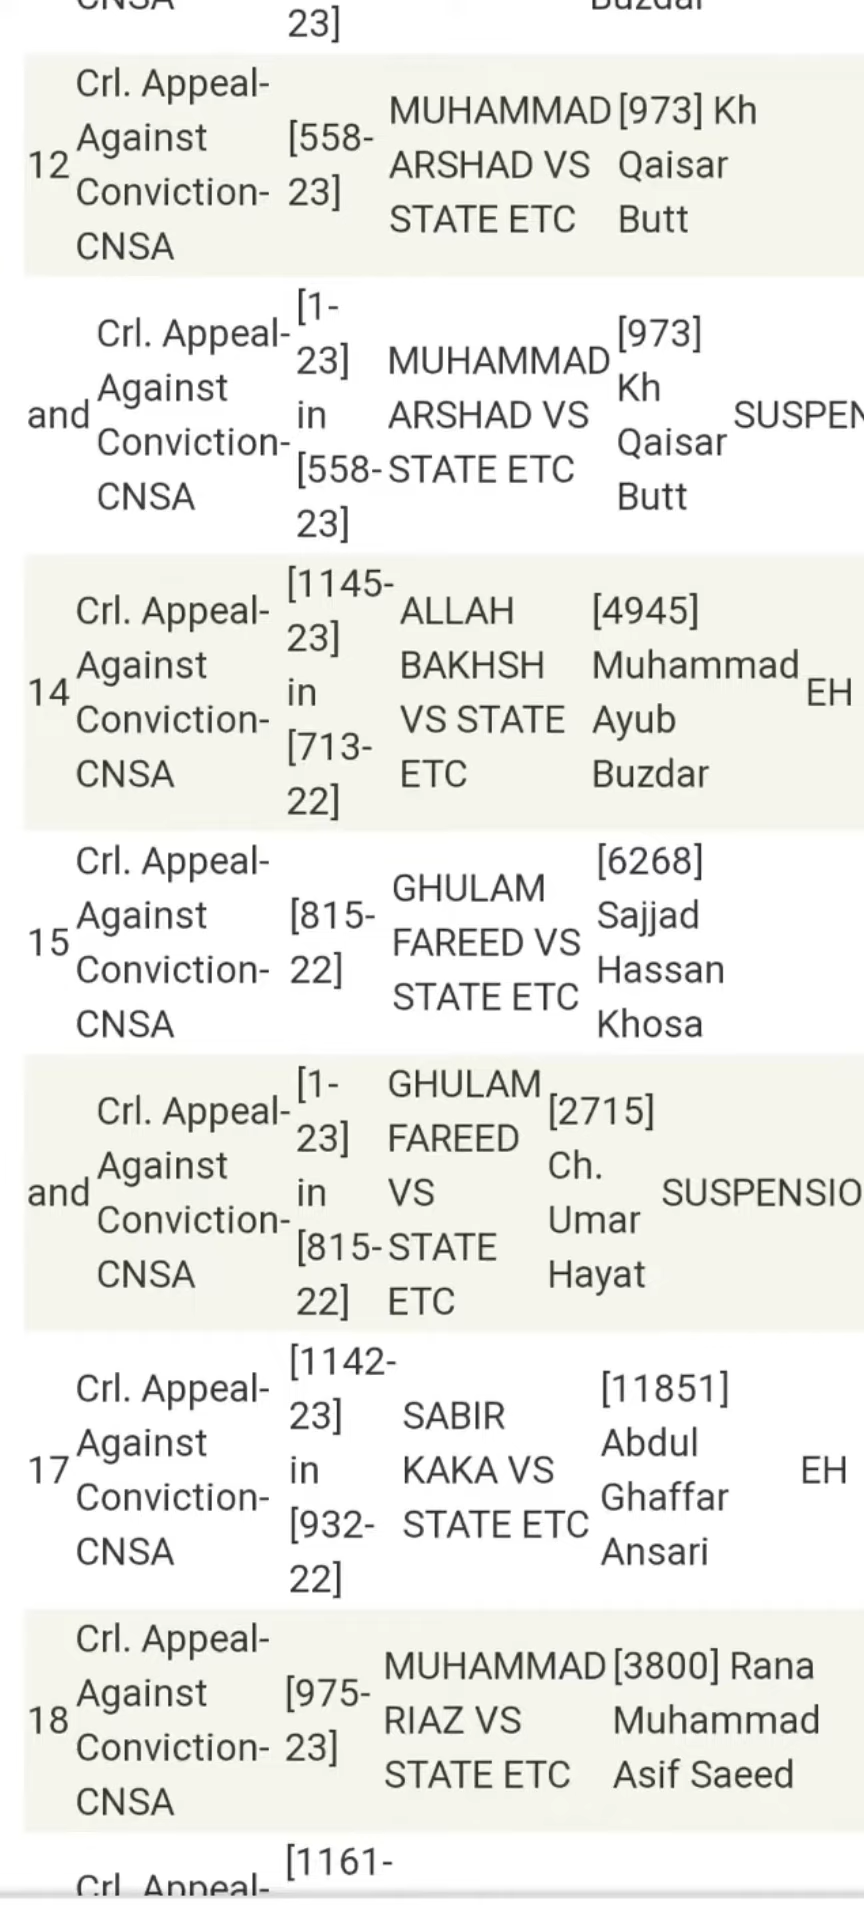 23]
12
Crl. Appeal-
Against
Conviction-
CNSA
[558-
23]
MUHAMMAD
ARSHAD VS
STATE ETC
[973] Kh
Qaisar
Butt
and
Crl. Appeal-
Against
Conviction-
CNSA
[1-
23]
in
[558-
23]
MUHAMMAD
ARSHAD VS
STATE ETC
[973]
Kh
Qaisar
Butt
SUSPEN
14
Crl. Appeal-
Against
Conviction-
CNSA
[1145-
23]
in
[713-
22]
ALLAH
BAKHSH
VS STATE
ETC
[4945]
Muhammad
Ayub
Buzdar
EH
15
Crl. Appeal-
Against
Conviction-
CNSA
[815-
22]
GHULAM
FAREED VS
STATE ETC
[6268]
Sajjad
Hassan
Khosa
and
Crl. Appeal-
Against
Conviction-
CNSA
[1-
23]
in
[815-
22]
GHULAM
FAREED
VS
STATE
ETC
[2715]
Ch.
Umar
Hayat
SUSPENSIO
17
Crl. Appeal-
Against
Conviction-
CNSA
[1142-
23]
in
[932-
22]
SABIR
KAKA VS
STATE ETC
[11851]
Abdul
Ghaffar
Ansari
EH
18
Crl. Appeal-
Against
Conviction-
CNSA
[975-
23]
MUHAMMAD
RIAZ VS
STATE ETC
[3800] Rana
Muhammad
Asif Saeed
Crl. Appeal-
[1161-